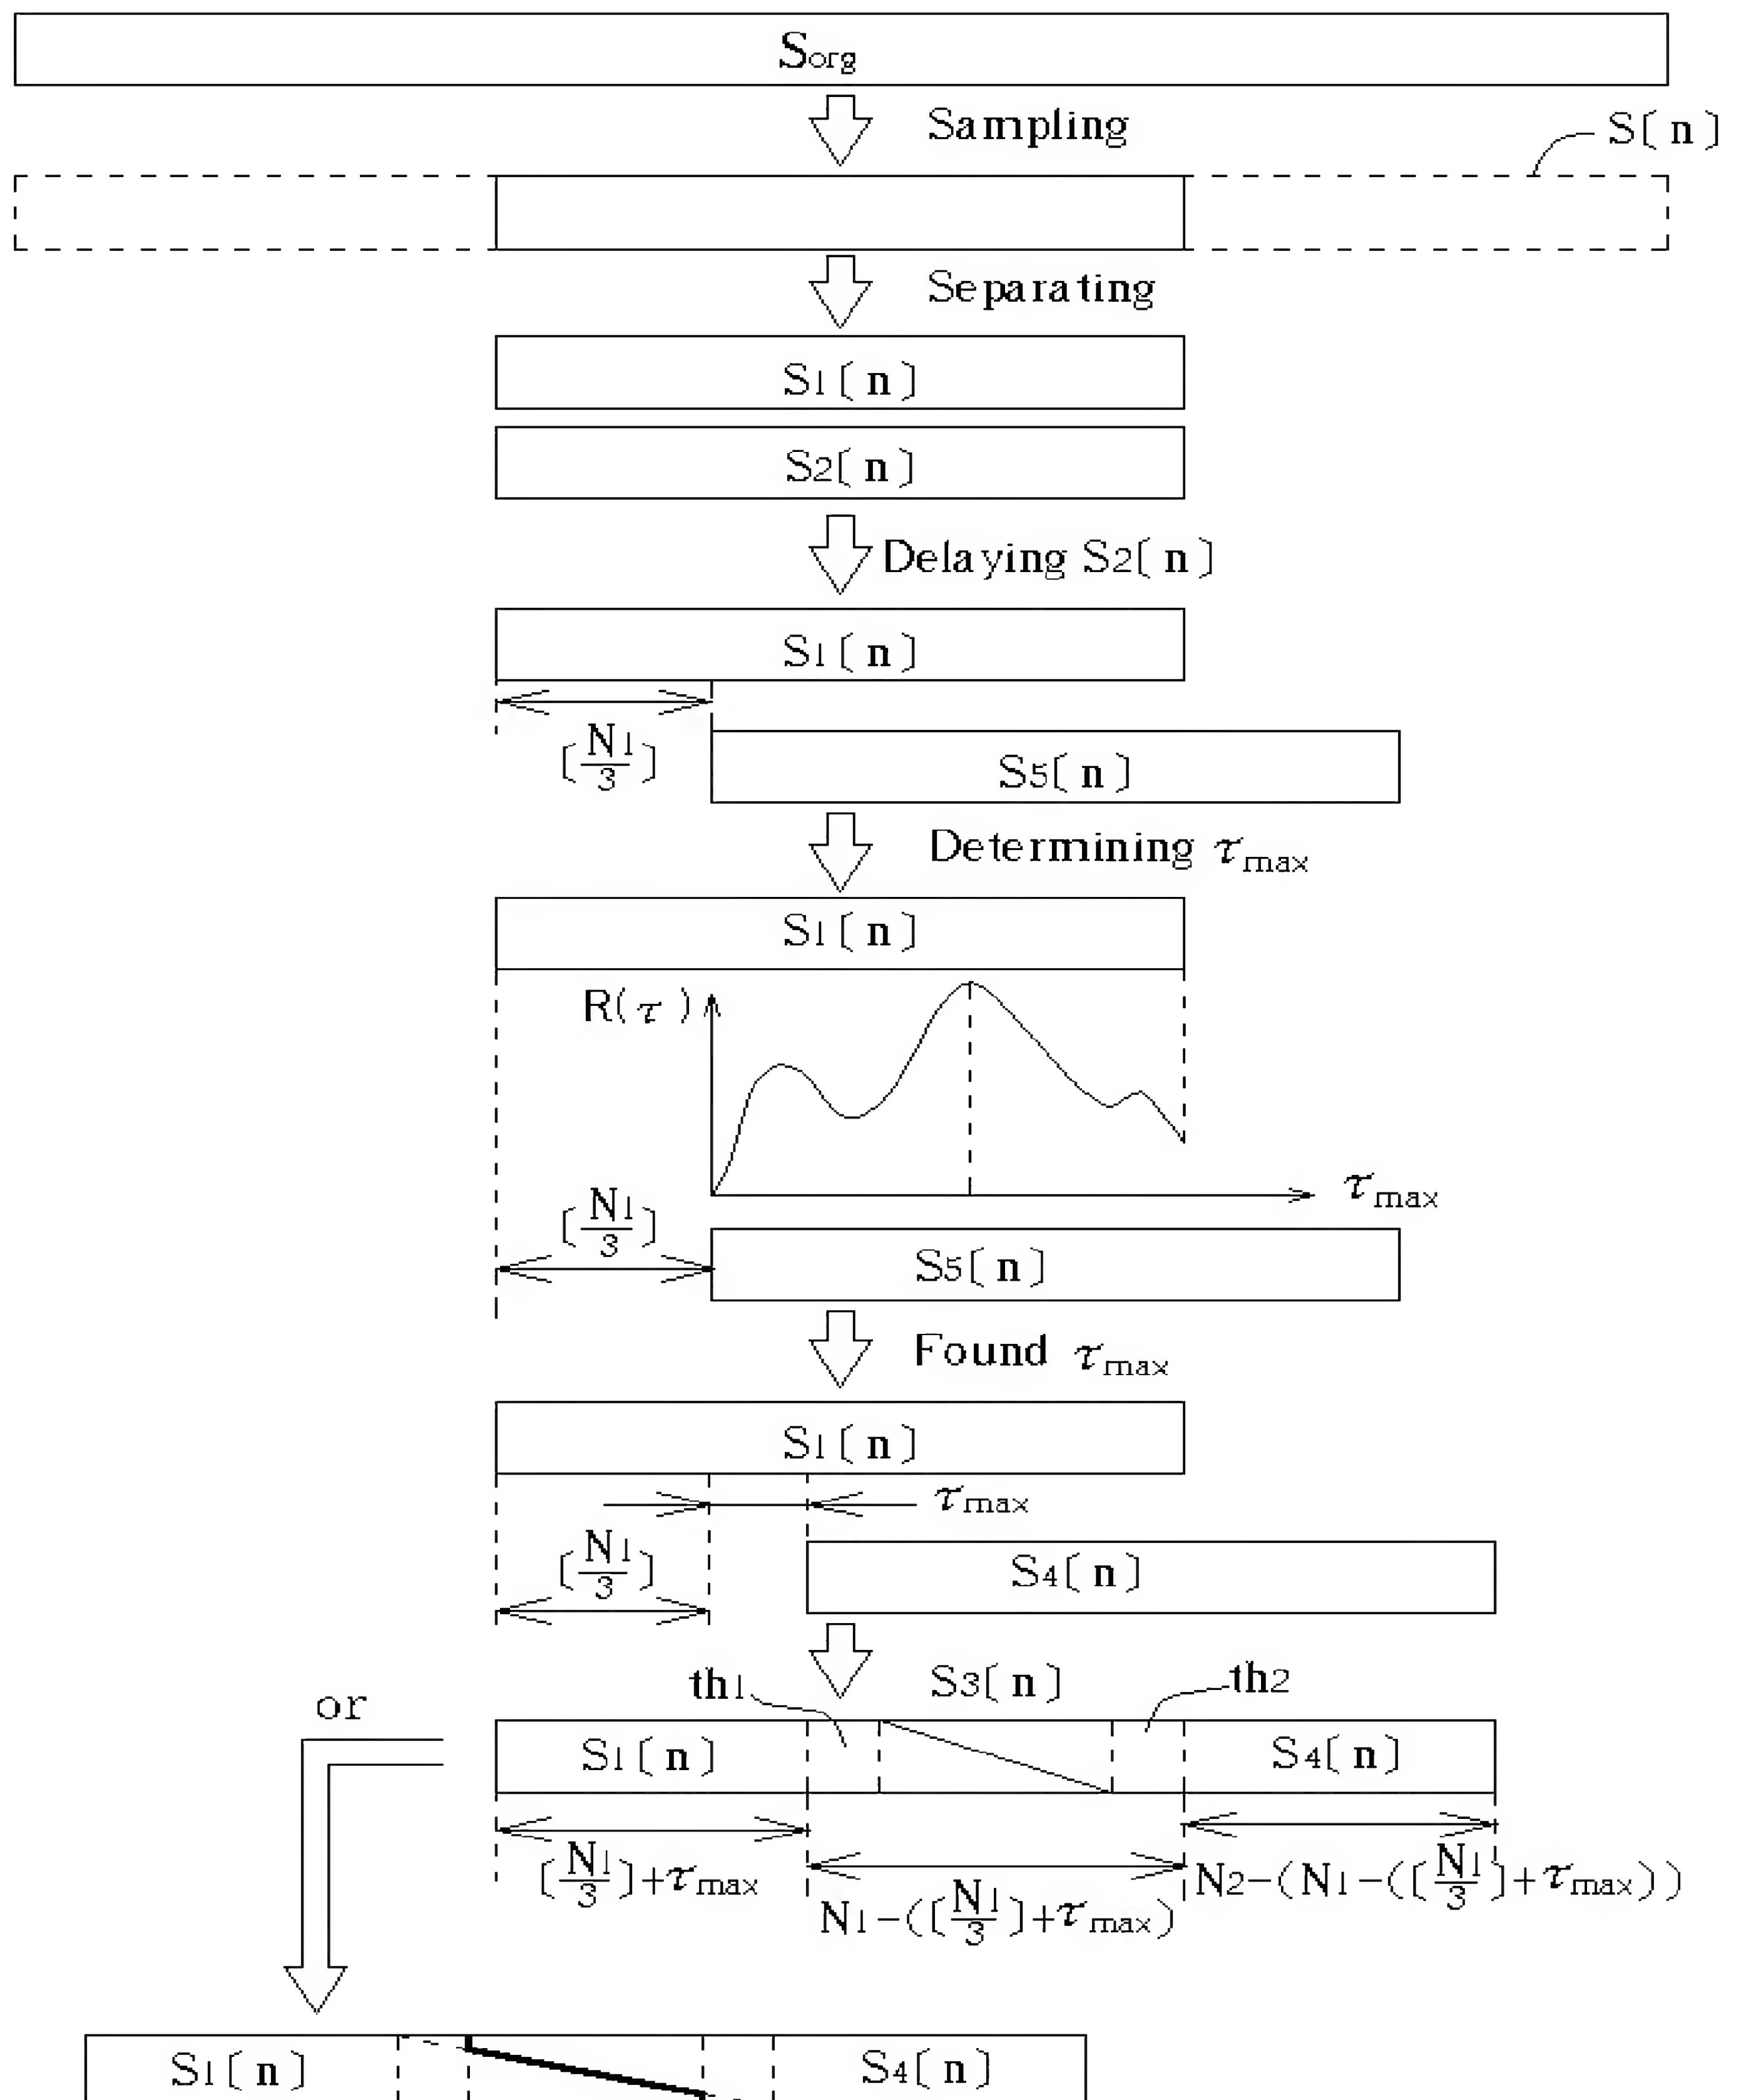 Sorg
Sampling
S[n]
Separating
S1[n]
S2[n]
Delaying S2[n]
S1[n]
[N1/3]
S5[n]
Determining τmax
S1[n]
R(τ)
τmax
[N1/3]
S5[n]
Found τmax
S1[n]
τmax
[N1/3]
S4[n]
or
th1
S3[n]
th2
S1[n]
S4[n]
[N1/3]+τmax
N1-([N1/3]+τmax)
N2-(N1-([N1/3]+τmax))
S1[n]
S4[n]